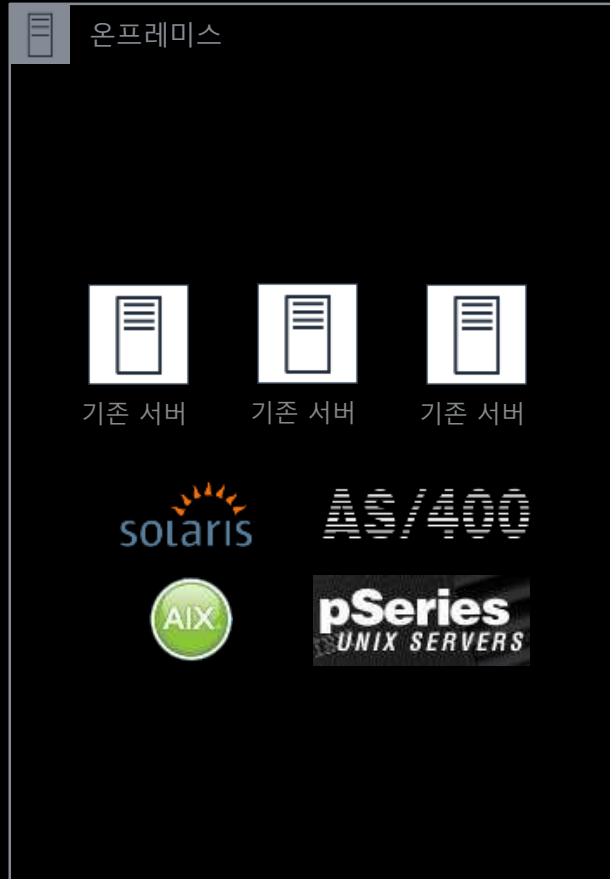 온프레미스
기존 서버
기존 서버
기존 서버
solaris
AS/400
AIX
pSeries
UNIX SERVERS